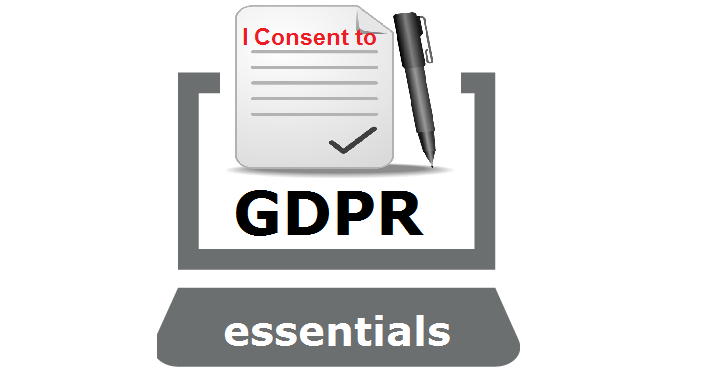 I Consent to
GDPR
essentials